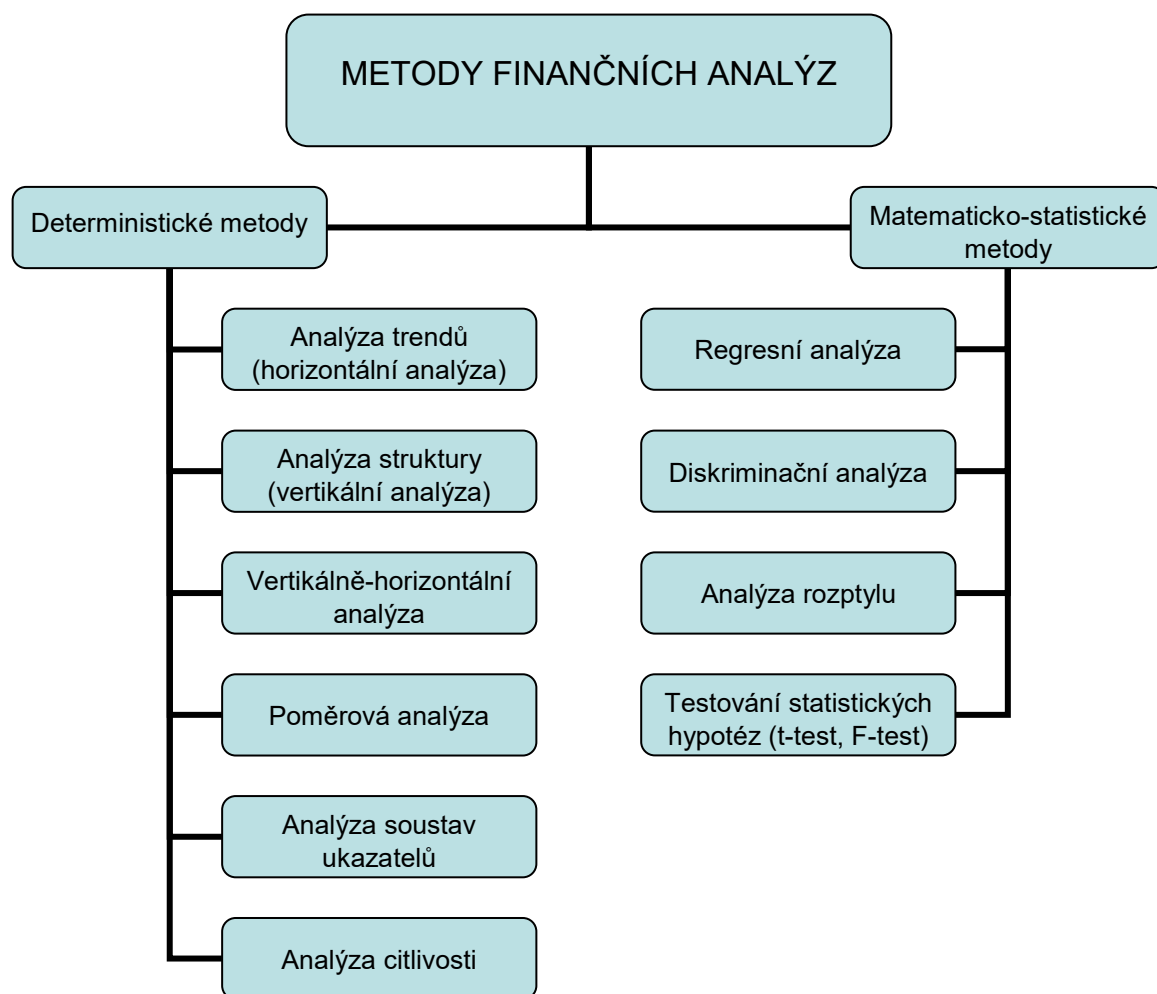 METODY FINANČNÍCH ANALÝZ
Deterministické metody
Analýza trendů
(horizontální analýza)
Analýza struktury
(vertikální analýza)
Vertikálně-horizontální
analýza
Poměrová analýza
Analýza soustav
ukazatelů
Analýza citlivosti
Matematicko-statistické
metody
Regresní analýza
Diskriminační analýza
Analýza rozptylu
Testování statistických
hypotéz (t-test, F-test)